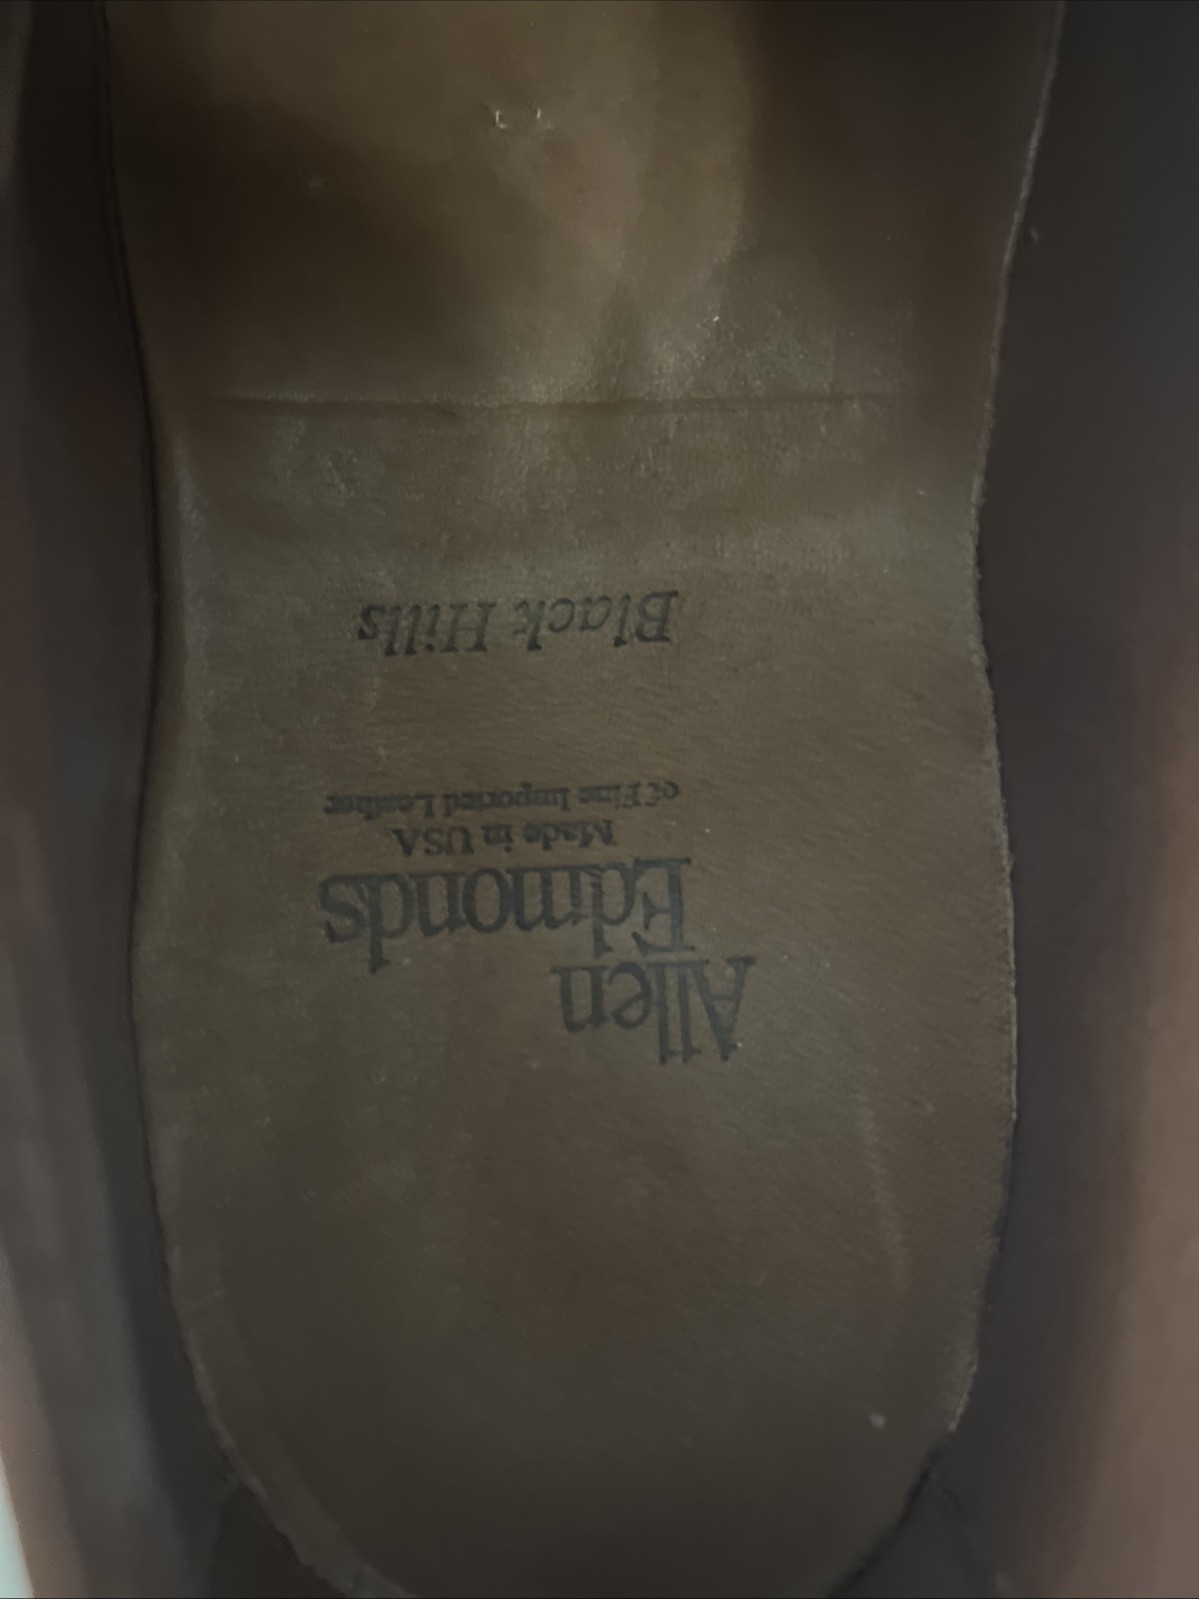 Allen
Edmonds
Made in USA
of Fine Imported Leather
Black Hills